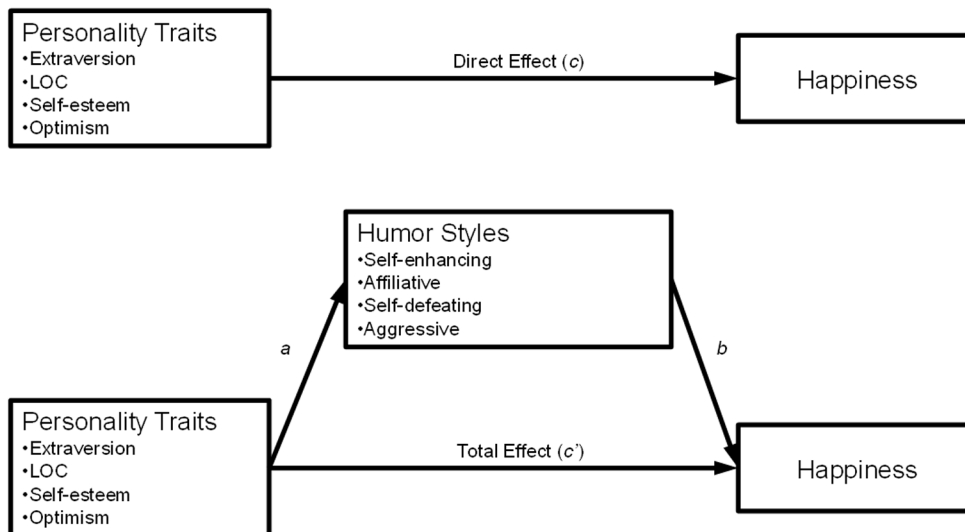 Personality Traits
•Extraversion
•LOC
•Self-esteem
•Optimism
Direct Effect (c)
Happiness
Humor Styles
•Self-enhancing
•Affiliative
•Self-defeating
•Aggressive
a
b
Personality Traits
•Extraversion
•LOC
•Self-esteem
•Optimism
Total Effect (c’)
Happiness